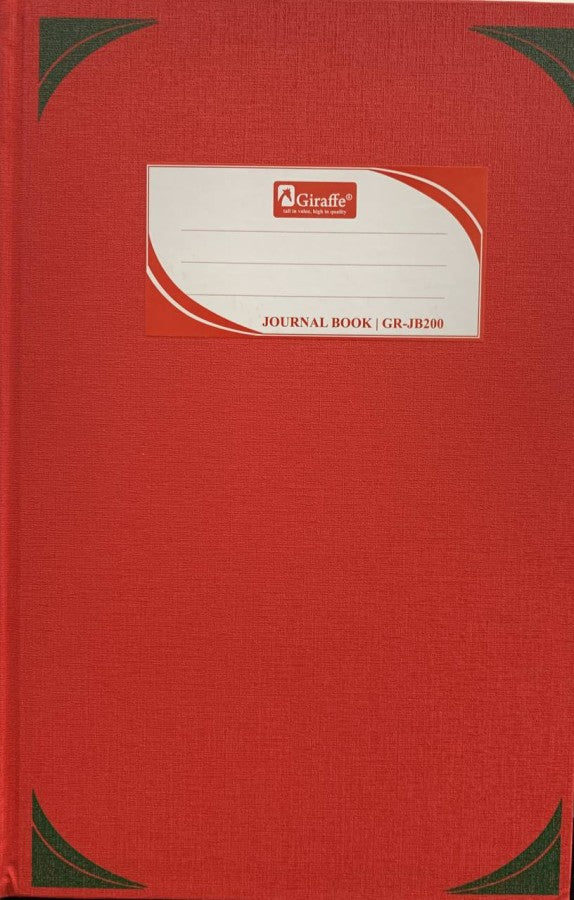 Giraffe®
tall in value, high in quality
JOURNAL BOOK | GR-JB200